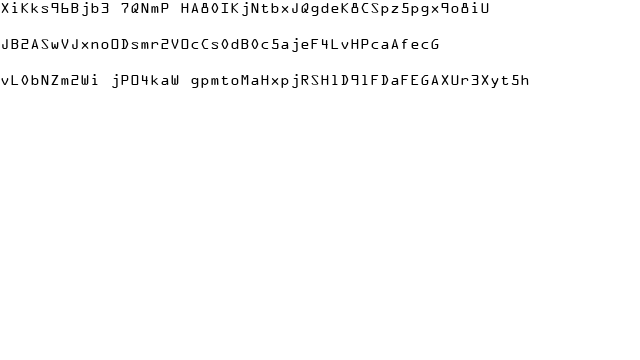 XiKks96Bjb3 7QNmP HA80IKjNtbxJQgdeK8CSpz5pgx9o8iU
JB2ASwVJxnoODsmr2VOcCs0dB0c5ajeF4LvHPcaAfecG
vL0bNZm2Wi jPO4kaW gpmtoMaHxpjRSH1D91FDaFEGAXUr3Xyt5h